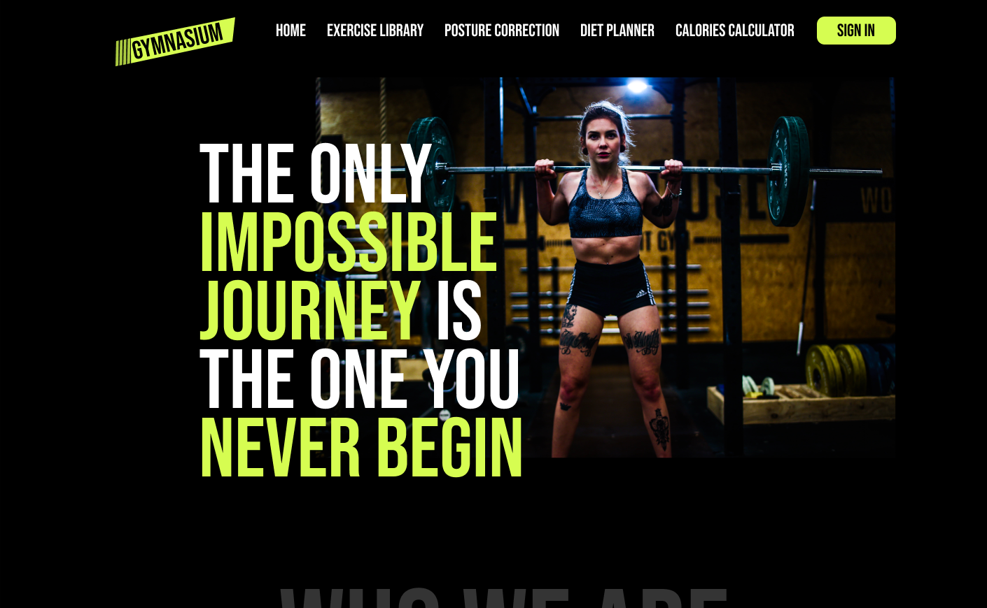 GYMNASIUM
HOME EXERCISE LIBRARY POSTURE CORRECTION DIET PLANNER CALORIES CALCULATOR SIGN IN
THE ONLY
IMPOSSIBLE
JOURNEY IS
THE ONE YOU
NEVER BEGIN
WHO WE ARE